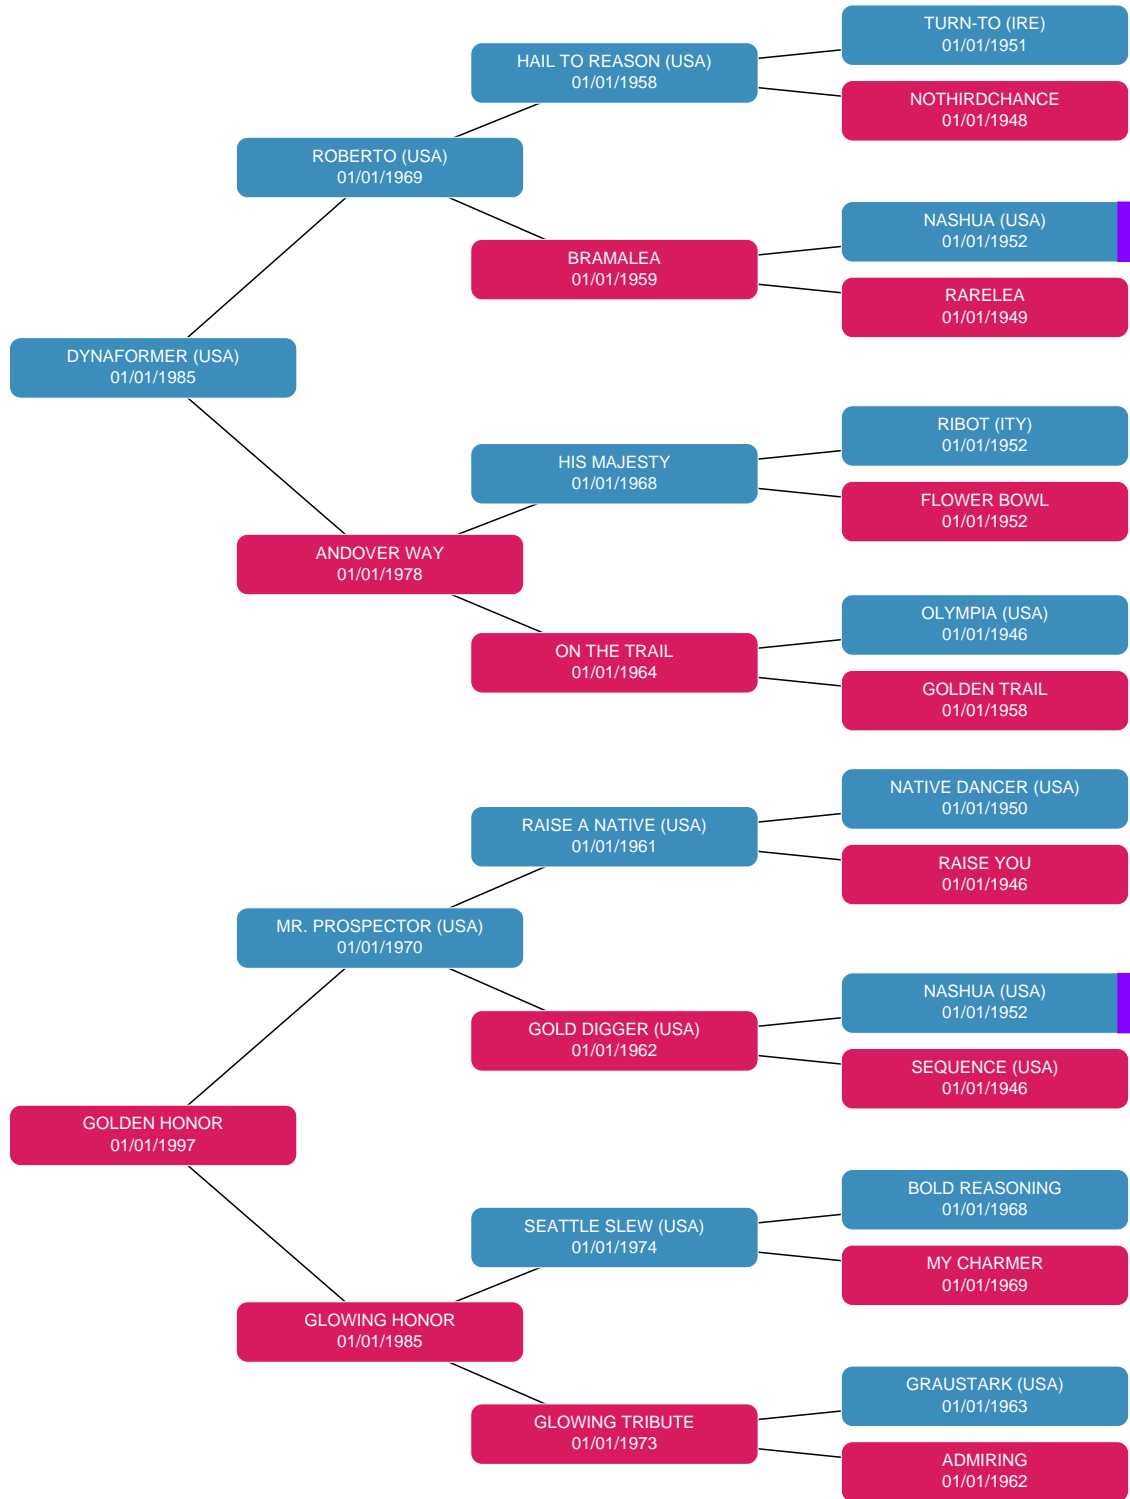 TURN-TO (IRE)
01/01/1951
HAIL TO REASON (USA)
01/01/1958
NOTHIRDCHANCE
01/01/1948
ROBERTO (USA)
01/01/1969
NASHUA (USA)
01/01/1952
BRAMALEA
01/01/1959
RARELEA
01/01/1949
DYNAFORMER (USA)
01/01/1985
RIBOT (ITY)
01/01/1952
HIS MAJESTY
01/01/1968
FLOWER BOWL
01/01/1952
ANDOVER WAY
01/01/1978
OLYMPIA (USA)
01/01/1946
ON THE TRAIL
01/01/1964
GOLDEN TRAIL
01/01/1958
NATIVE DANCER (USA)
01/01/1950
RAISE A NATIVE (USA)
01/01/1961
RAISE YOU
01/01/1946
MR. PROSPECTOR (USA)
01/01/1970
NASHUA (USA)
01/01/1952
GOLD DIGGER (USA)
01/01/1962
SEQUENCE (USA)
01/01/1946
GOLDEN HONOR
01/01/1997
BOLD REASONING
01/01/1968
SEATTLE SLEW (USA)
01/01/1974
MY CHARMER
01/01/1969
GLOWING HONOR
01/01/1985
GRAUSTARK (USA)
01/01/1963
GLOWING TRIBUTE
01/01/1973
ADMIRING
01/01/1962